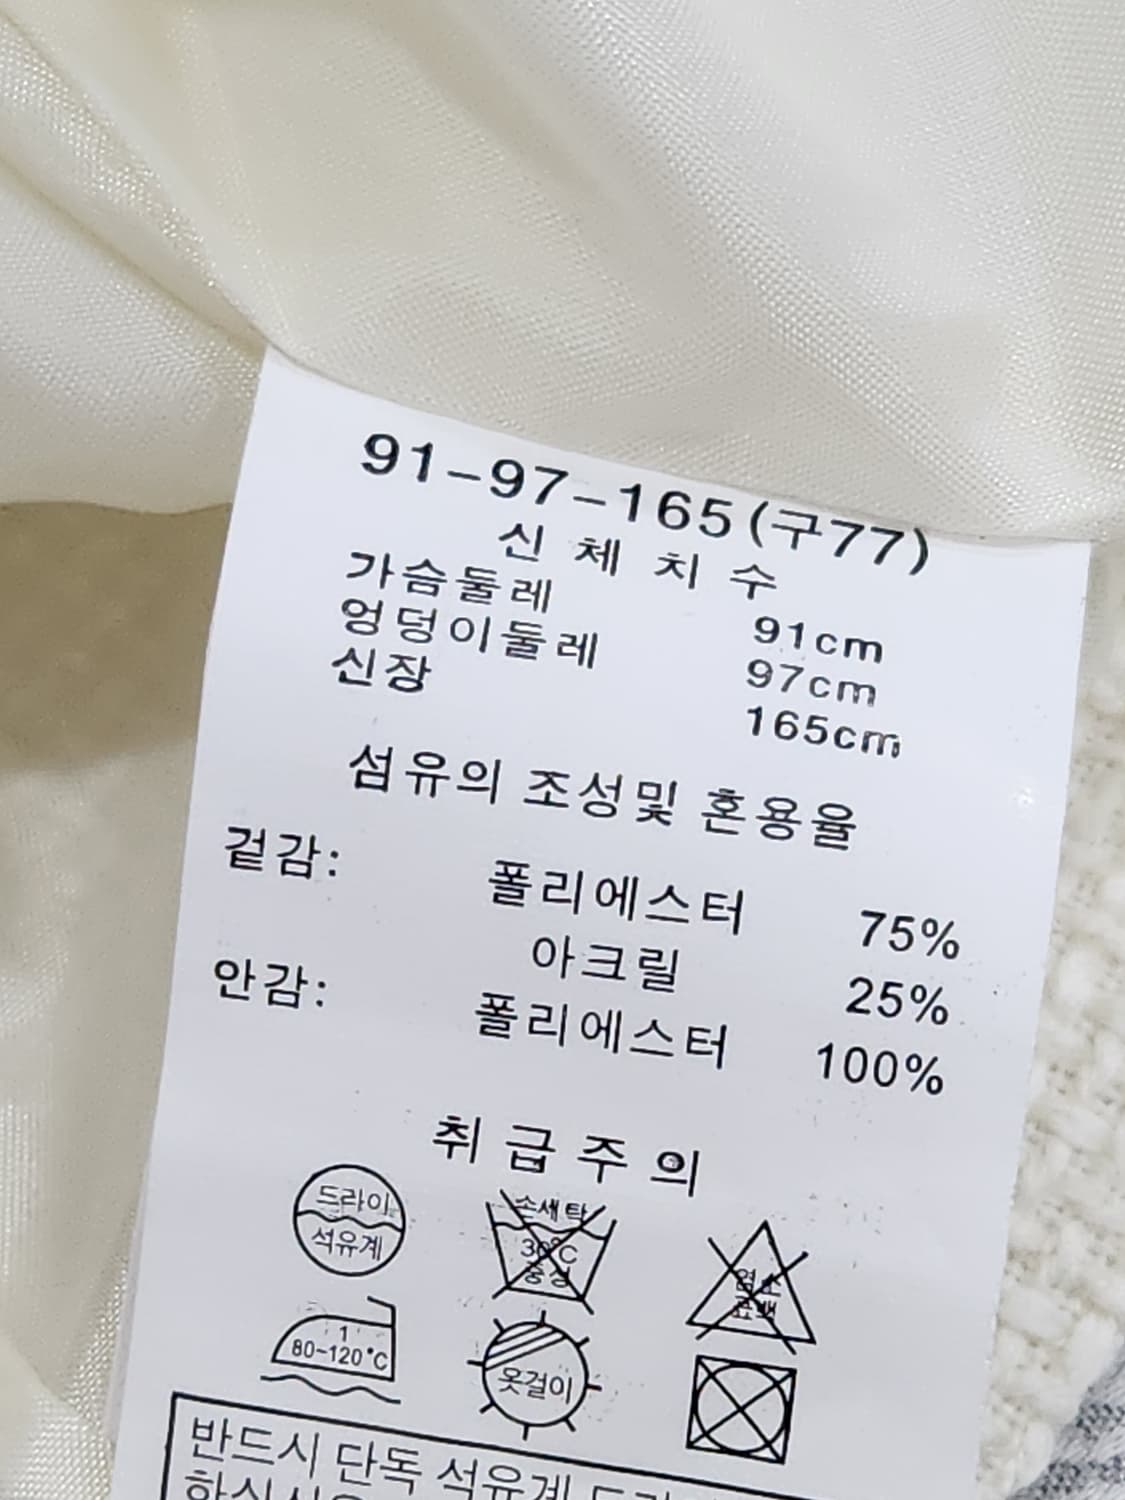 91-97-165(구77)
신 체 치 수
가슴둘레 91cm
엉덩이둘레 97cm
신장 165cm
섬유의 조성및 혼용율
겉감: 폴리에스터 75%
아크릴 25%
안감: 폴리에스터 100%
취 급 주 의
드라이
석유계
손세탁
30℃
중성
염소
표백
1
80-120℃
옷걸이
반드시 단독 석유계